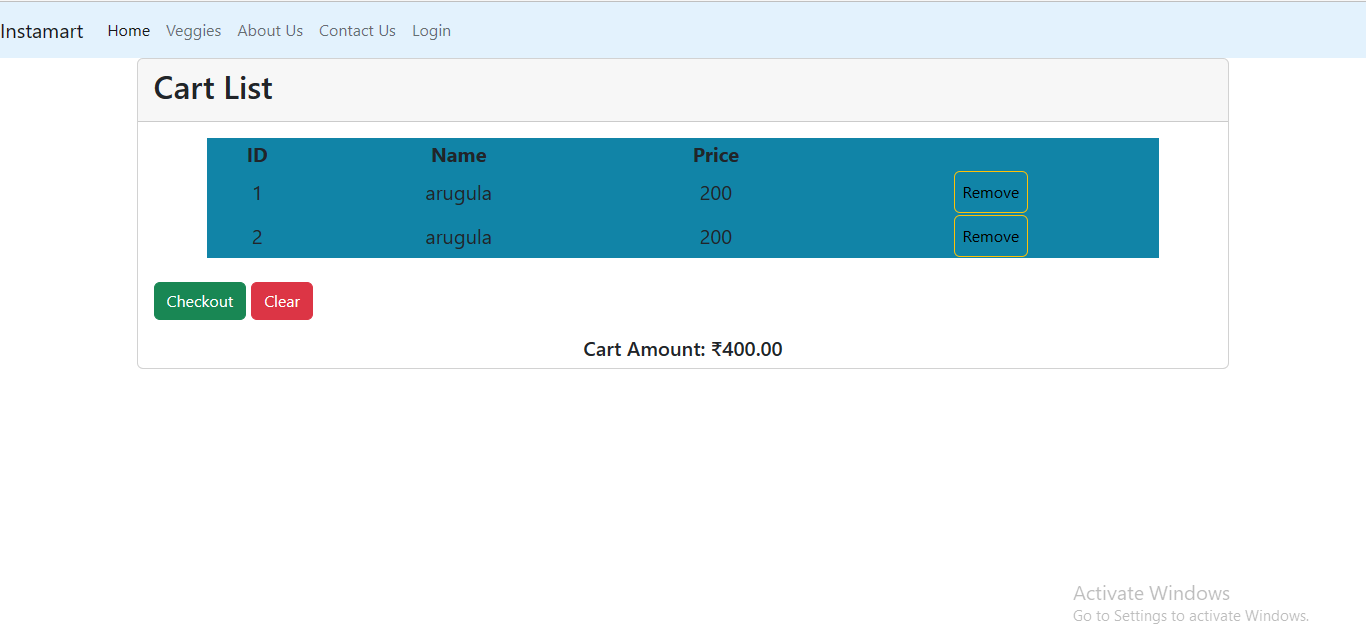 Instamart Home Veggies About Us Contact Us Login
Cart List
ID Name Price
1 arugula 200 Remove
2 arugula 200 Remove
Checkout Clear
Cart Amount: ₹400.00
Activate Windows
Go to Settings to activate Windows.